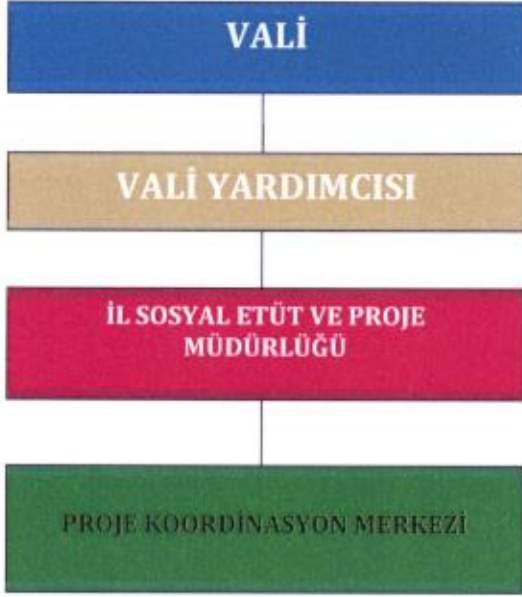 VALİ
VALİ YARDIMCISI
İL SOSYAL ETÜT VE PROJE
MÜDÜRLÜĞÜ
PROJE KOORDİNASYON MERKEZİ